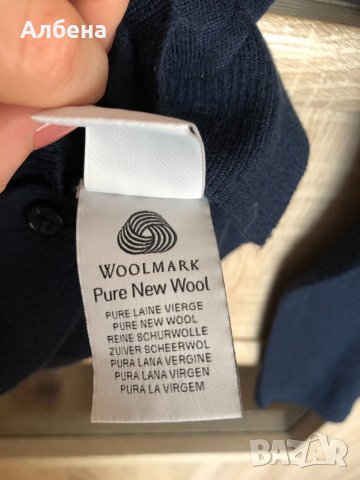 Албена
WOOLMARK
Pure New Wool
PURE LAINE VIERGE
PURE NEW WOOL
REINE SCHURWOLLE
ZUIVER SCHEERWOL
PURA LANA VERGINE
PURA LANA VIRGEN
PURA LA VIRGEM
BAZAR